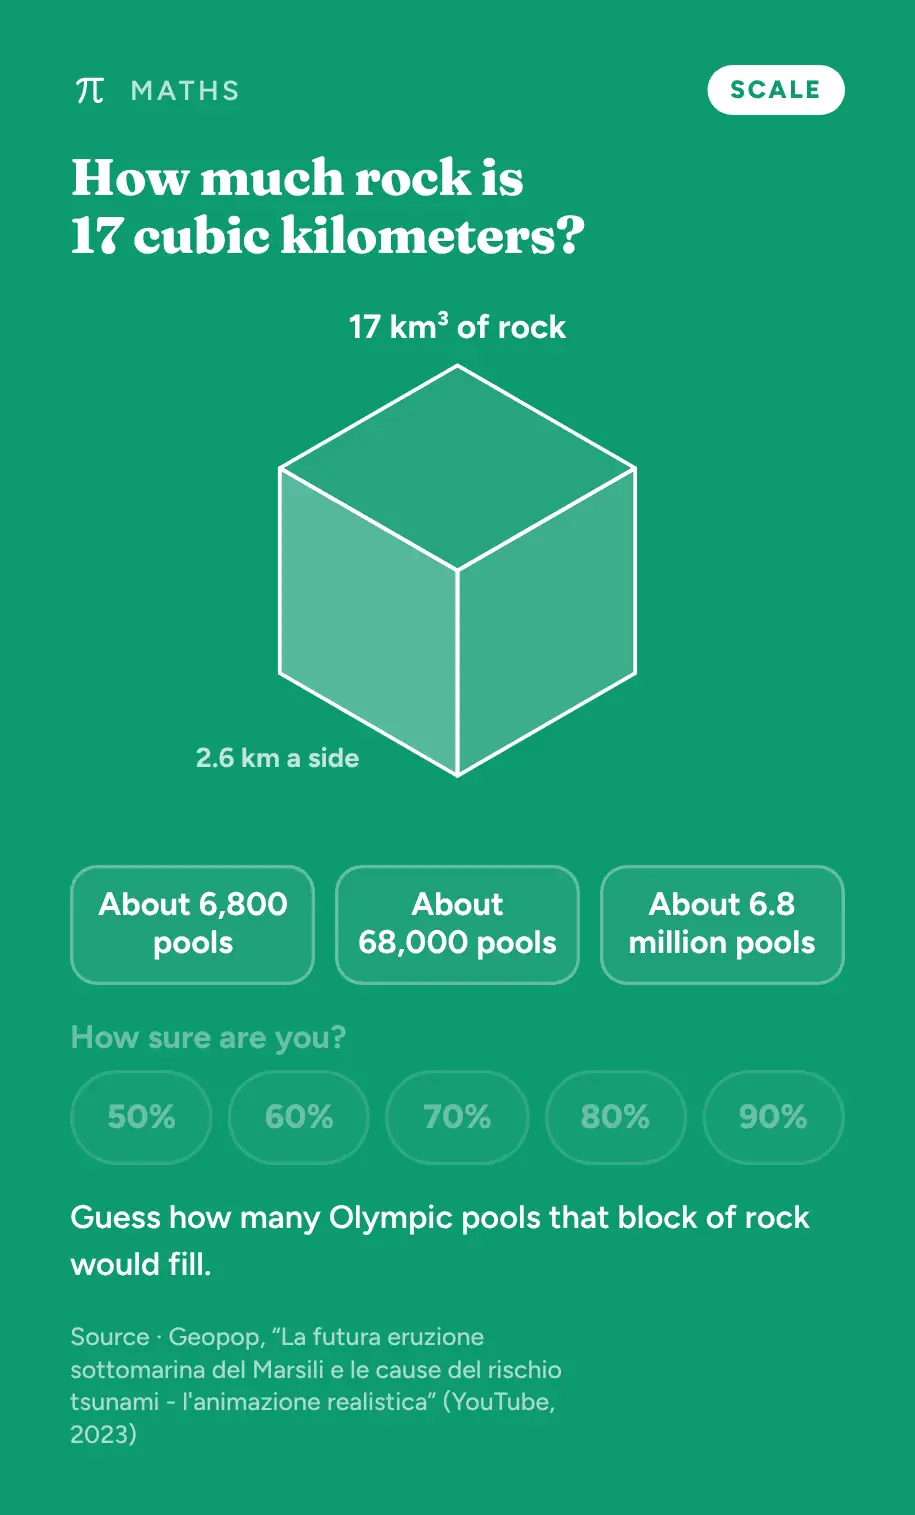 π MATHS
SCALE
How much rock is
17 cubic kilometers?
17 km³ of rock
2.6 km a side
About 6,800
pools
About
68,000 pools
About 6.8
million pools
How sure are you?
50%
60%
70%
80%
90%
Guess how many Olympic pools that block of rock
would fill.
Source · Geopop, “La futura eruzione
sottomarina del Marsili e le cause del rischio
tsunami - l'animazione realistica” (YouTube,
2023)